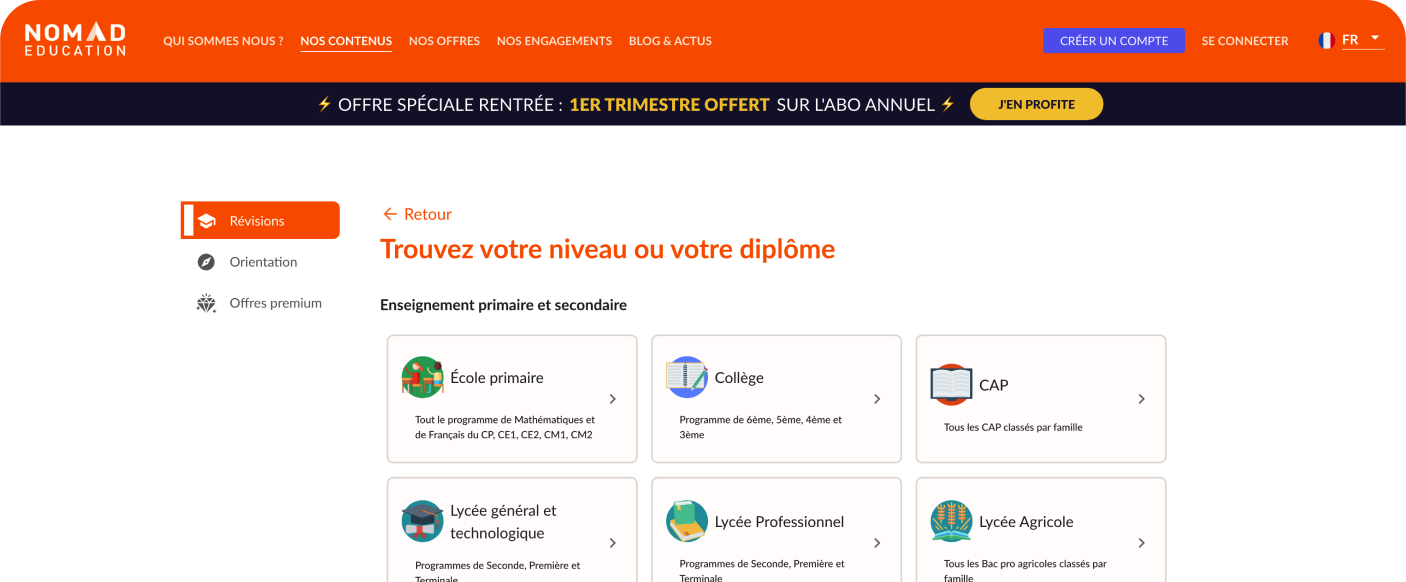 NOMAD
EDUCATION
QUI SOMMES NOUS ?
NOS CONTENUS
NOS OFFRES
NOS ENGAGEMENTS
BLOG & ACTUS
CRÉER UN COMPTE
SE CONNECTER
FR
⚡ OFFRE SPÉCIALE RENTRÉE : 1ER TRIMESTRE OFFERT SUR L'ABO ANNUEL ⚡
J'EN PROFITE
Révisions
Orientation
Offres premium
← Retour
Trouvez votre niveau ou votre diplôme
Enseignement primaire et secondaire
École primaire
Tout le programme de Mathématiques et
de Français du CP, CE1, CE2, CM1, CM2
Collège
Programme de 6ème, 5ème, 4ème et
3ème
CAP
Tous les CAP classés par famille
Lycée général et
technologique
Programmes de Seconde, Première et
Terminale
Lycée Professionnel
Programmes de Seconde, Première et
Terminale
Lycée Agricole
Tous les Bac pro agricoles classés par
famille